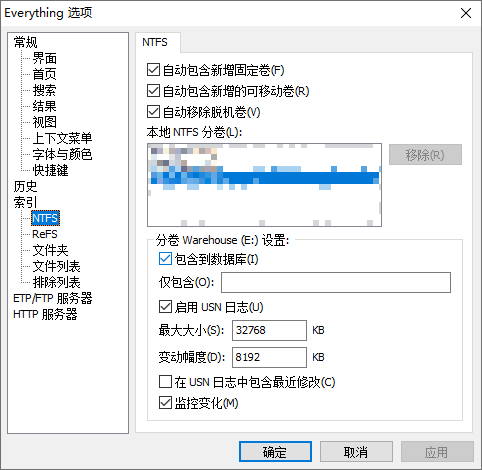 Everything 选项
常规
界面
首页
搜索
结果
视图
上下文菜单
字体与颜色
快捷键
历史
索引
NTFS
ReFS
文件夹
文件列表
排除列表
ETP/FTP 服务器
HTTP 服务器
NTFS
自动包含新增固定卷(F)
自动包含新增的可移动卷(R)
自动移除脱机卷(V)
本地 NTFS 分卷(L):
移除(R)
分卷 Warehouse (E:) 设置:
包含到数据库(I)
仅包含(O):
启用 USN 日志(U)
最大大小(S): 32768 KB
变动幅度(D): 8192 KB
在 USN 日志中包含最近修改(C)
监控变化(M)
确定 取消 应用